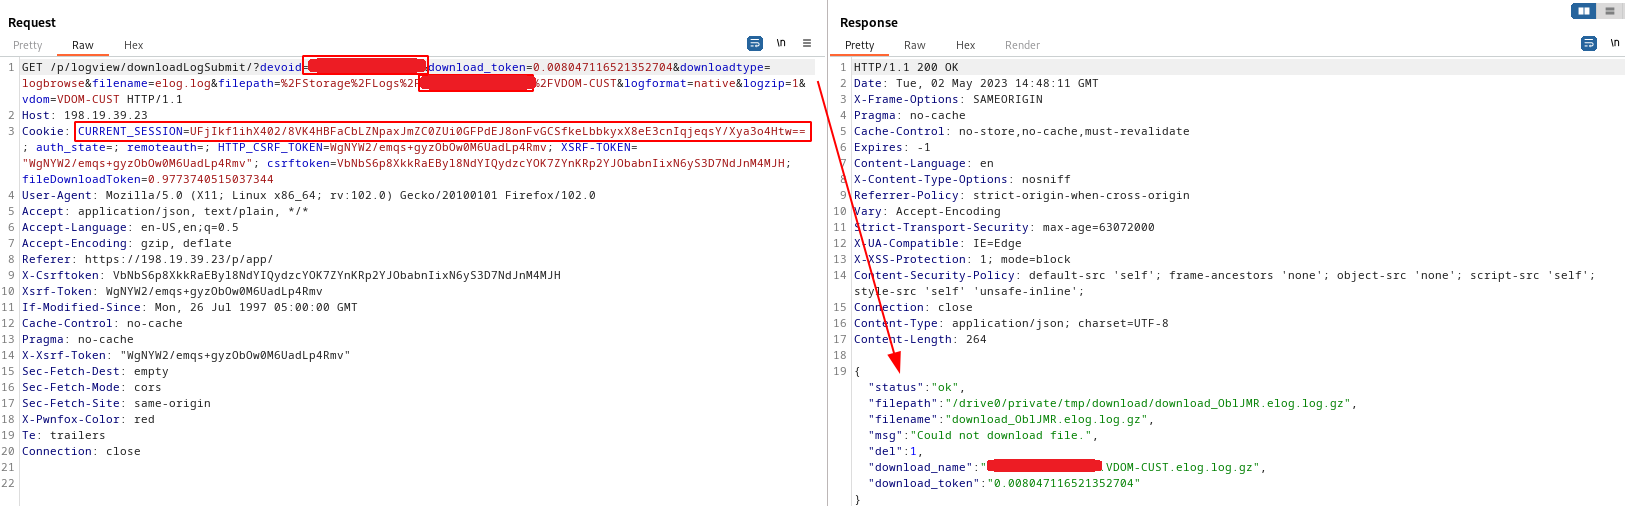 Request
Pretty Raw Hex
\n
1 GET /p/logview/downloadLogSubmit/?devoid= download_token=0.008047116521352704&downloadtype=
logbrowse&filename=elog.log&filepath=%2FStorage%2FLogs%2F %2FVDOM-CUST&logformat=native&logzip=1&
vdom=VDOM-CUST HTTP/1.1
2 Host: 198.19.39.23
3 Cookie: CURRENT_SESSION=UFjIkf1ihX402/8VK4HBFaCbLZNpaxJmZC0ZUi0GFPdEJ8onFvGCSfkeLbbkyxX8eE3cnIqjeqsY/Xya3o4Htw==
; auth_state=; remoteauth=; HTTP_CSRF_TOKEN=WgNYW2/emqs+gyzObOw0M6UadLp4Rmv; XSRF-TOKEN=
"WgNYW2/emqs+gyzObOw0M6UadLp4Rmv"; csrftoken=VbNbS6p8XkkRaEByl8NdYIQydzcYOK7ZYnKRp2YJObabnIixN6yS3D7NdJnM4MJH;
fileDownloadToken=0.9773740515037344
4 User-Agent: Mozilla/5.0 (X11; Linux x86_64; rv:102.0) Gecko/20100101 Firefox/102.0
5 Accept: application/json, text/plain, */*
6 Accept-Language: en-US,en;q=0.5
7 Accept-Encoding: gzip, deflate
8 Referer: https://198.19.39.23/p/app/
9 X-Csrftoken: VbNbS6p8XkkRaEByl8NdYIQydzcYOK7ZYnKRp2YJObabnIixN6yS3D7NdJnM4MJH
10 Xsrf-Token: WgNYW2/emqs+gyzObOw0M6UadLp4Rmv
11 If-Modified-Since: Mon, 26 Jul 1997 05:00:00 GMT
12 Cache-Control: no-cache
13 Pragma: no-cache
14 X-Xsrf-Token: "WgNYW2/emqs+gyzObOw0M6UadLp4Rmv"
15 Sec-Fetch-Dest: empty
16 Sec-Fetch-Mode: cors
17 Sec-Fetch-Site: same-origin
18 X-Pwnfox-Color: red
19 Te: trailers
20 Connection: close
21
22
Response
Pretty Raw Hex Render
\n
1 HTTP/1.1 200 OK
2 Date: Tue, 02 May 2023 14:48:11 GMT
3 X-Frame-Options: SAMEORIGIN
4 Pragma: no-cache
5 Cache-Control: no-store,no-cache,must-revalidate
6 Expires: -1
7 Content-Language: en
8 X-Content-Type-Options: nosniff
9 Referrer-Policy: strict-origin-when-cross-origin
10 Vary: Accept-Encoding
11 Strict-Transport-Security: max-age=63072000
12 X-UA-Compatible: IE=Edge
13 X-XSS-Protection: 1; mode=block
14 Content-Security-Policy: default-src 'self'; frame-ancestors 'none'; object-src 'none'; script-src 'self';
style-src 'self' 'unsafe-inline';
15 Connection: close
16 Content-Type: application/json; charset=UTF-8
17 Content-Length: 264
18
19 {
"status":"ok",
"filepath":"/drive0/private/tmp/download/download_OblJMR.elog.log.gz",
"filename":"download_OblJMR.elog.log.gz",
"msg":"Could not download file.",
"del":1,
"download_name":" .VDOM-CUST.elog.log.gz",
"download_token":"0.008047116521352704"
}